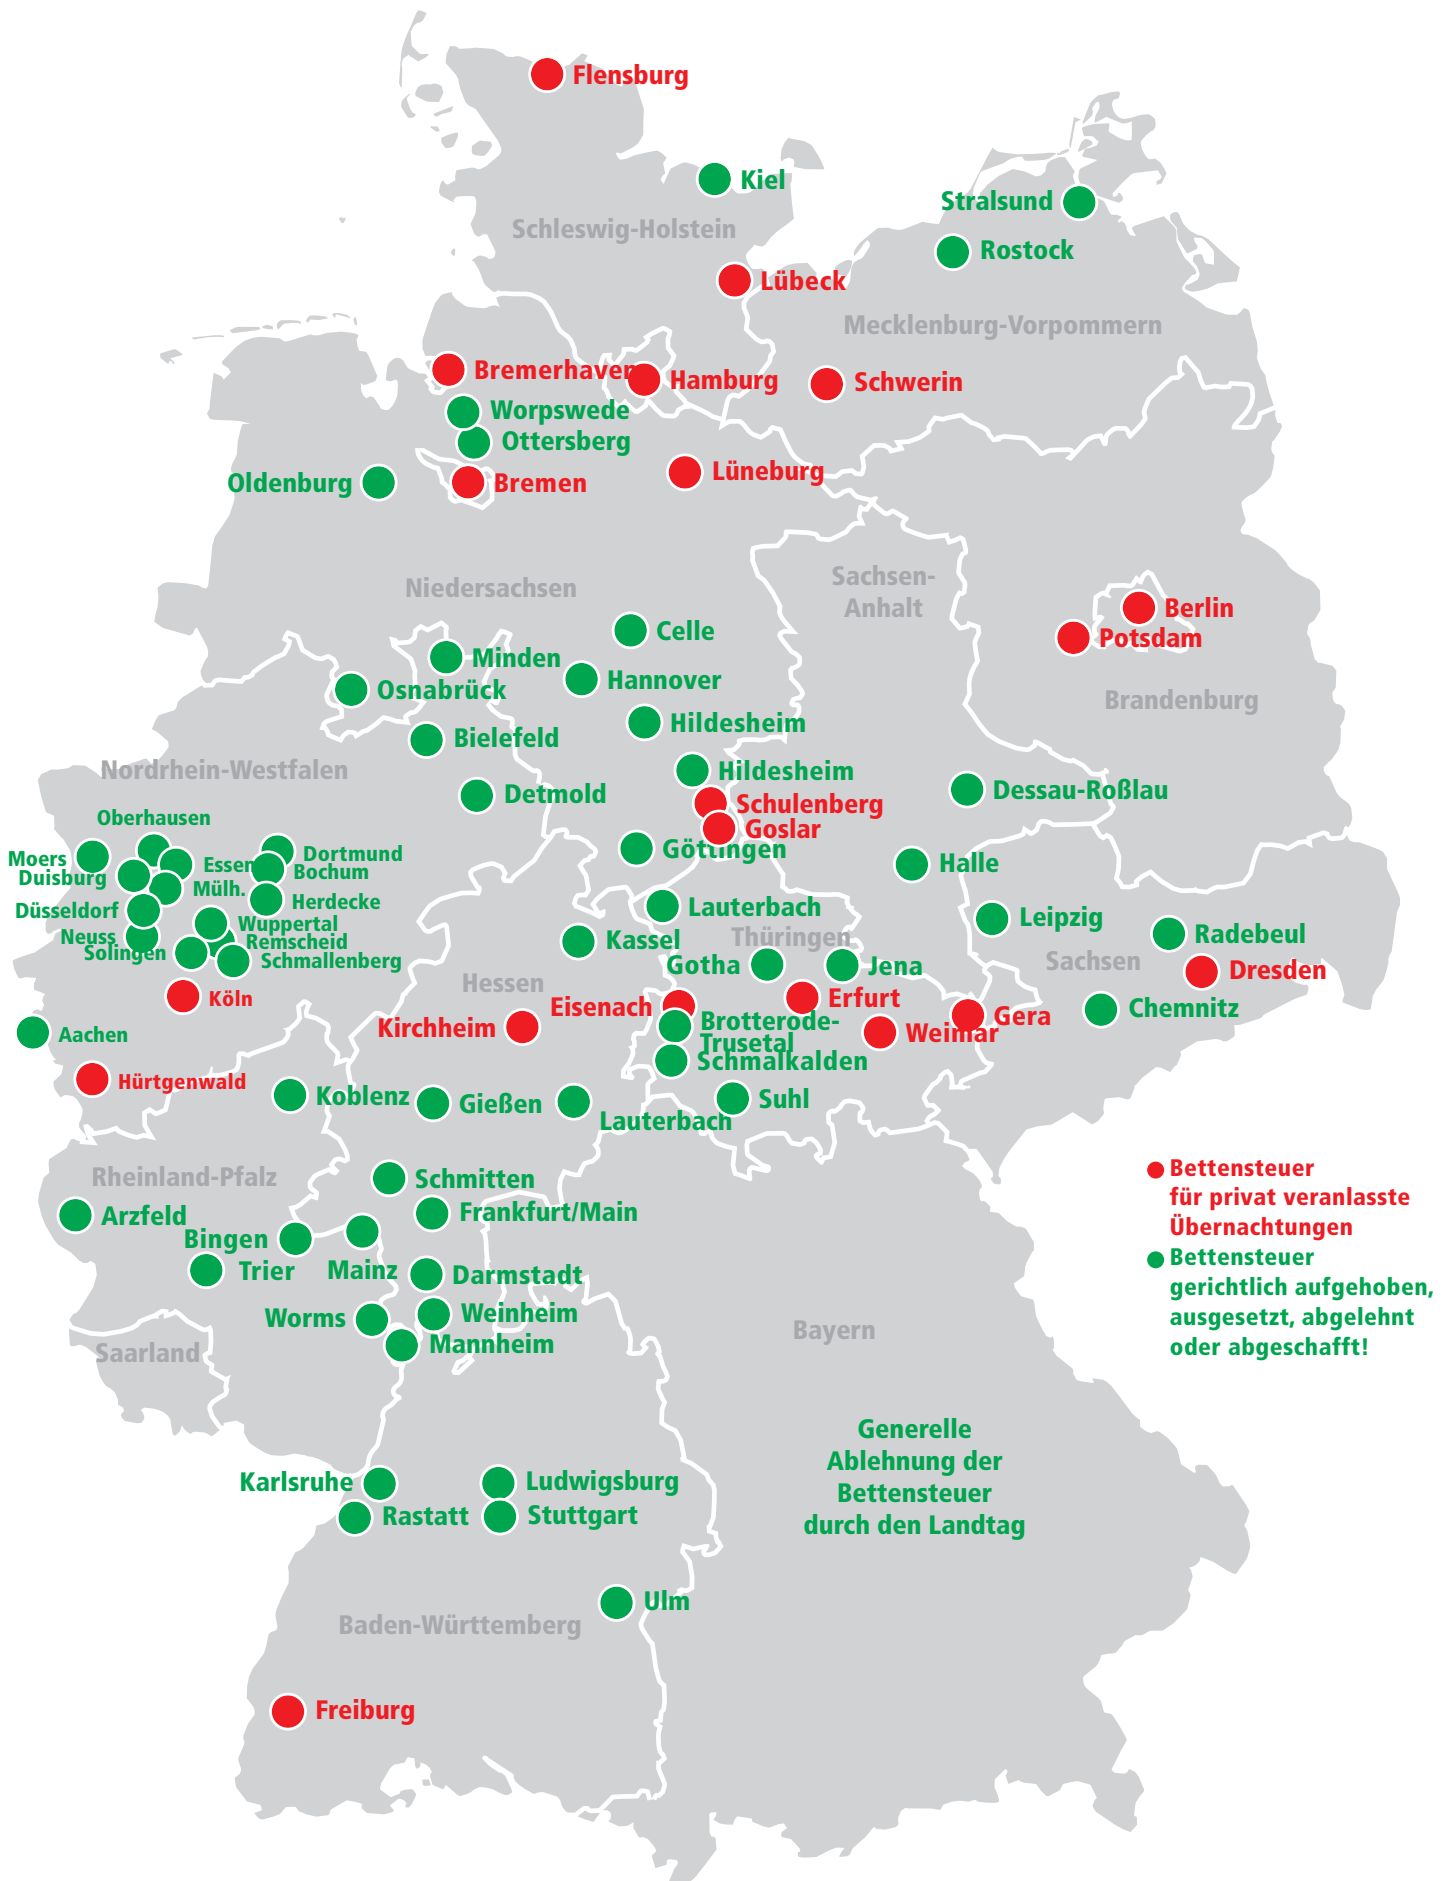 Flensburg
Kiel
Stralsund
Schleswig-Holstein
Rostock
Lübeck
Mecklenburg-Vorpommern
Bremerhaven
Hamburg
Schwerin
Worpswede
Ottersberg
Lüneburg
Oldenburg
Bremen
Sachsen-
Anhalt
Niedersachsen
Berlin
Celle
Potsdam
Minden
Hannover
Osnabrück
Brandenburg
Hildesheim
Bielefeld
Nordrhein-Westfalen
Hildesheim
Dessau-Roßlau
Detmold
Schulenberg
Oberhausen
Goslar
Göttingen
Dortmund
Moers
Essen
Halle
Bochum
Duisburg
Mülh.
Herdecke
Lauterbach
Düsseldorf
Leipzig
Wuppertal
Radebeul
Neuss
Thüringen
Kassel
Remscheid
Solingen
Schmallenberg
Sachsen
Gotha
Jena
Dresden
Hessen
Köln
Erfurt
Eisenach
Chemnitz
Gera
Brotterode-
Trusetal
Kirchheim
Weimar
Aachen
Schmalkalden
Hürtgenwald
Koblenz
Gießen
Suhl
Lauterbach
Bettensteuer
für privat veranlasste
Übernachtungen
Bettensteuer
gerichtlich aufgehoben,
ausgesetzt, abgelehnt
oder abgeschafft!
Rheinland-Pfalz
Schmitten
Frankfurt/Main
Arzfeld
Bingen
Trier
Mainz
Darmstadt
Weinheim
Worms
Bayern
Mannheim
Saarland
Generelle
Ablehnung der
Bettensteuer
durch den Landtag
Karlsruhe
Ludwigsburg
Rastatt
Stuttgart
Ulm
Baden-Württemberg
Freiburg